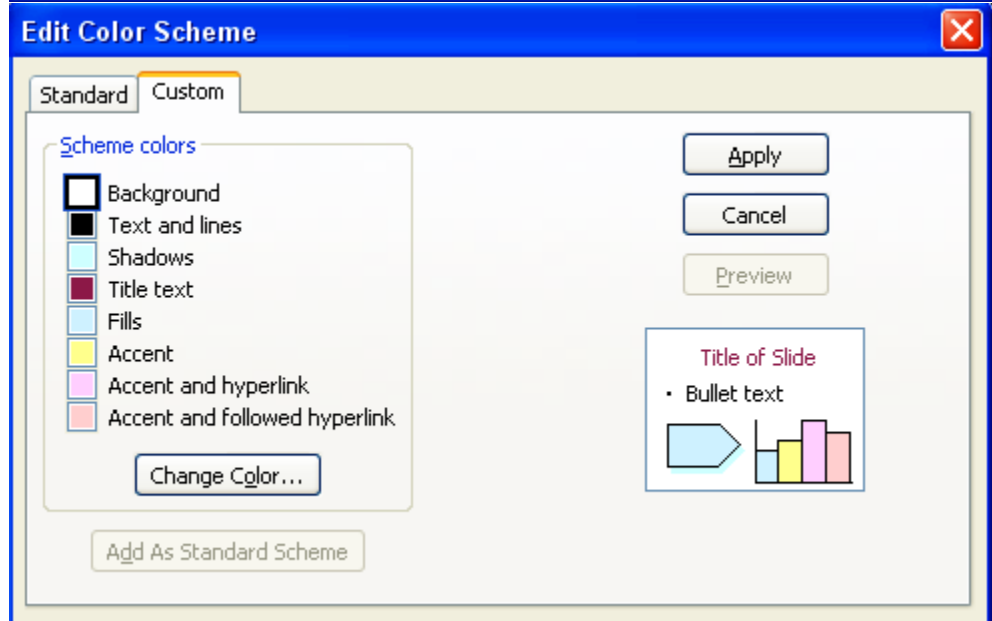 Edit Color Scheme
Standard
Custom
Scheme colors
Background
Text and lines
Shadows
Title text
Fills
Accent
Accent and hyperlink
Accent and followed hyperlink
Change Color...
Add As Standard Scheme
Apply
Cancel
Preview
Title of Slide
• Bullet text